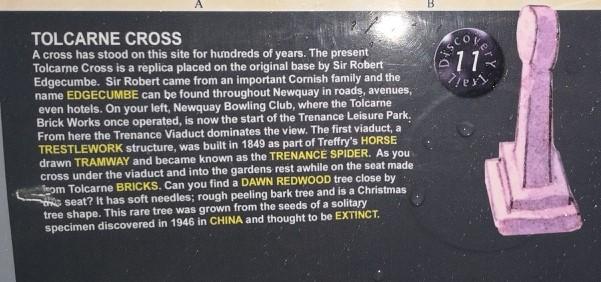 A
B
TOLCARNE CROSS
A cross has stood on this site for hundreds of years. The present
Tolcarne Cross is a replica placed on the original base by Sir Robert
Edgecumbe. Sir Robert came from an important Cornish family and the
name EDGECUMBE can be found throughout Newquay in roads, avenues,
even hotels. On your left, Newquay Bowling Club, where the Tolcarne
Brick Works once operated, is now the start of the Trenance Leisure Park.
From here the Trenance Viaduct dominates the view. The first viaduct, a
TRESTLEWORK structure, was built in 1849 as part of Treffry's HORSE
drawn TRAMWAY and became known as the TRENANCE SPIDER. As you
cross under the viaduct and into the gardens rest awhile on the seat made
from Tolcarne BRICKS. Can you find a DAWN REDWOOD tree close by
seat? It has soft needles; rough peeling bark tree and is a Christmas
tree shape. This rare tree was grown from the seeds of a solitary
specimen discovered in 1946 in CHINA and thought to be EXTINCT.
Discovery
11
Trail